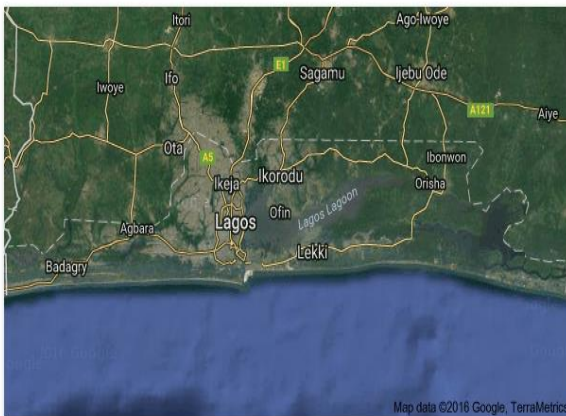 Itori
Ago-Iwoye
E1
Iwoye
Ifo
Sagamu
Ijebu Ode
A121
Aiye
Ota
A5
Ibonwon
Ikeja
Ikorodu
Orisha
Ofin
Lagos Lagoon
Agbara
Lagos
Lekki
Badagry
Map data ©2016 Google, TerraMetrics